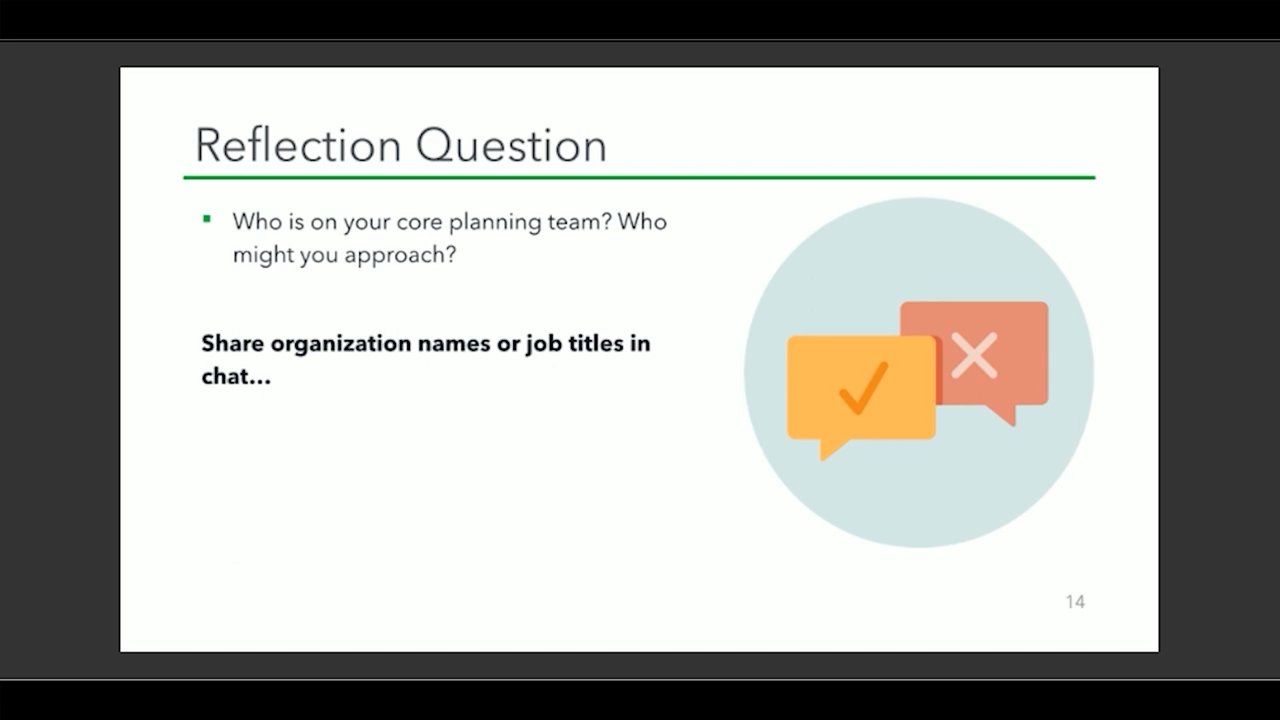 Reflection Question
▪ Who is on your core planning team? Who
might you approach?
Share organization names or job titles in
chat...
14